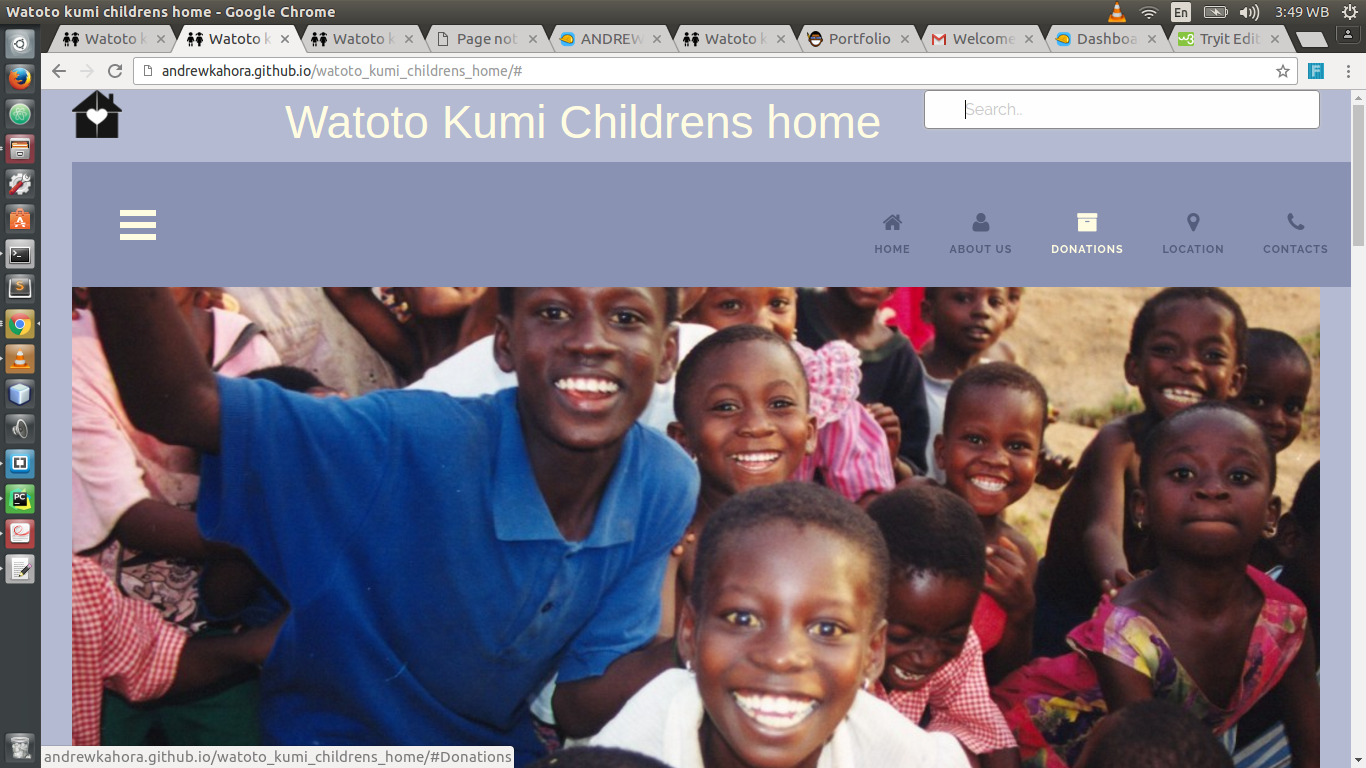 Watoto kumi childrens home - Google Chrome
En
3:49 WB
Watoto k
Watoto k
Watoto k
Page not
ANDREW
Watoto k
Portfolio
Welcome
Dashboa
w3 Tryit Edit
andrewkahora.github.io/watoto_kumi_childrens_home/#
F
Watoto Kumi Childrens home
Search..
HOME
ABOUT US
DONATIONS
LOCATION
CONTACTS
S
PC
andrewkahora.github.io/watoto_kumi_childrens_home/#Donations